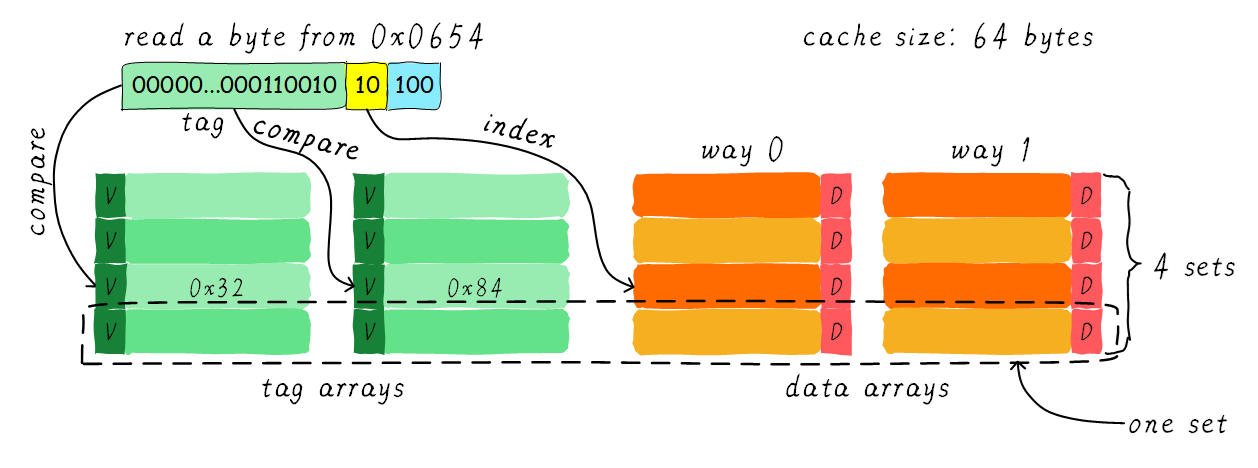 read a byte from 0x0654
cache size: 64 bytes
00000...000110010 10 100
tag
compare
compare
index
way 0
way 1
V V D D
V V D D
V 0x32 V 0x84 D D
V V D D
4 sets
tag arrays
data arrays
one set